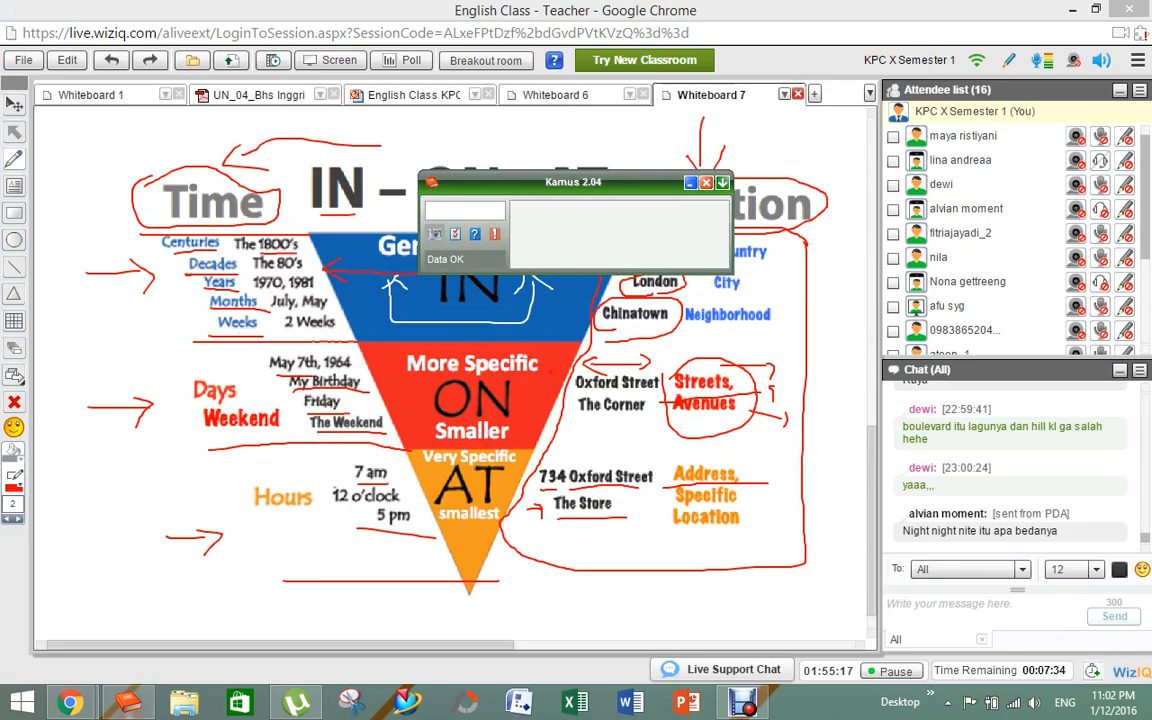 English Class - Teacher - Google Chrome
https://live.wiziq.com/aliveext/LoginToSession.aspx?SessionCode=ALxeFPtDzf%2bdGvdPVtKVzQ%3d%3d
File Edit Screen Poll Breakout room ? Try New Classroom KPC X Semester 1
Whiteboard 1 UN_04_Bhs Inggri English Class KPC Whiteboard 6 Whiteboard 7
Attendee list (16)
KPC X Semester 1 (You)
maya ristiyani
lina andreaa
dewi
alvian moment
fitriajayadi_2
nila
Nona gettreeng
afu syg
0983865204...
Time IN –
Kamus 2.04
Data OK
Centuries The 1800's
Decades The 80's
Years 1970, 1981
Months July, May
Weeks 2 Weeks
IN
London City
Chinatown Neighborhood
May 7th, 1964
Days My Birthday
Weekend Friday
The Weekend
More Specific
ON
Smaller
Oxford Street Streets,
The Corner Avenues
7 am
Hours 12 o'clock
5 pm
Very Specific
AT
smallest
734 Oxford Street Address,
The Store Specific
Location
Chat (All)
dewi: [22:59:41]
boulevard itu lagunya dan hill kl ga salah
hehe
dewi: [23:00:24]
yaaa,,,
alvian moment: [sent from PDA]
Night night nite itu apa bedanya
To: All 12
Write your message here. 300
Send
All
Live Support Chat 01:55:17 Pause Time Remaining 00:07:34 WizIQ
2
Desktop ENG 11:02 PM
1/12/2016